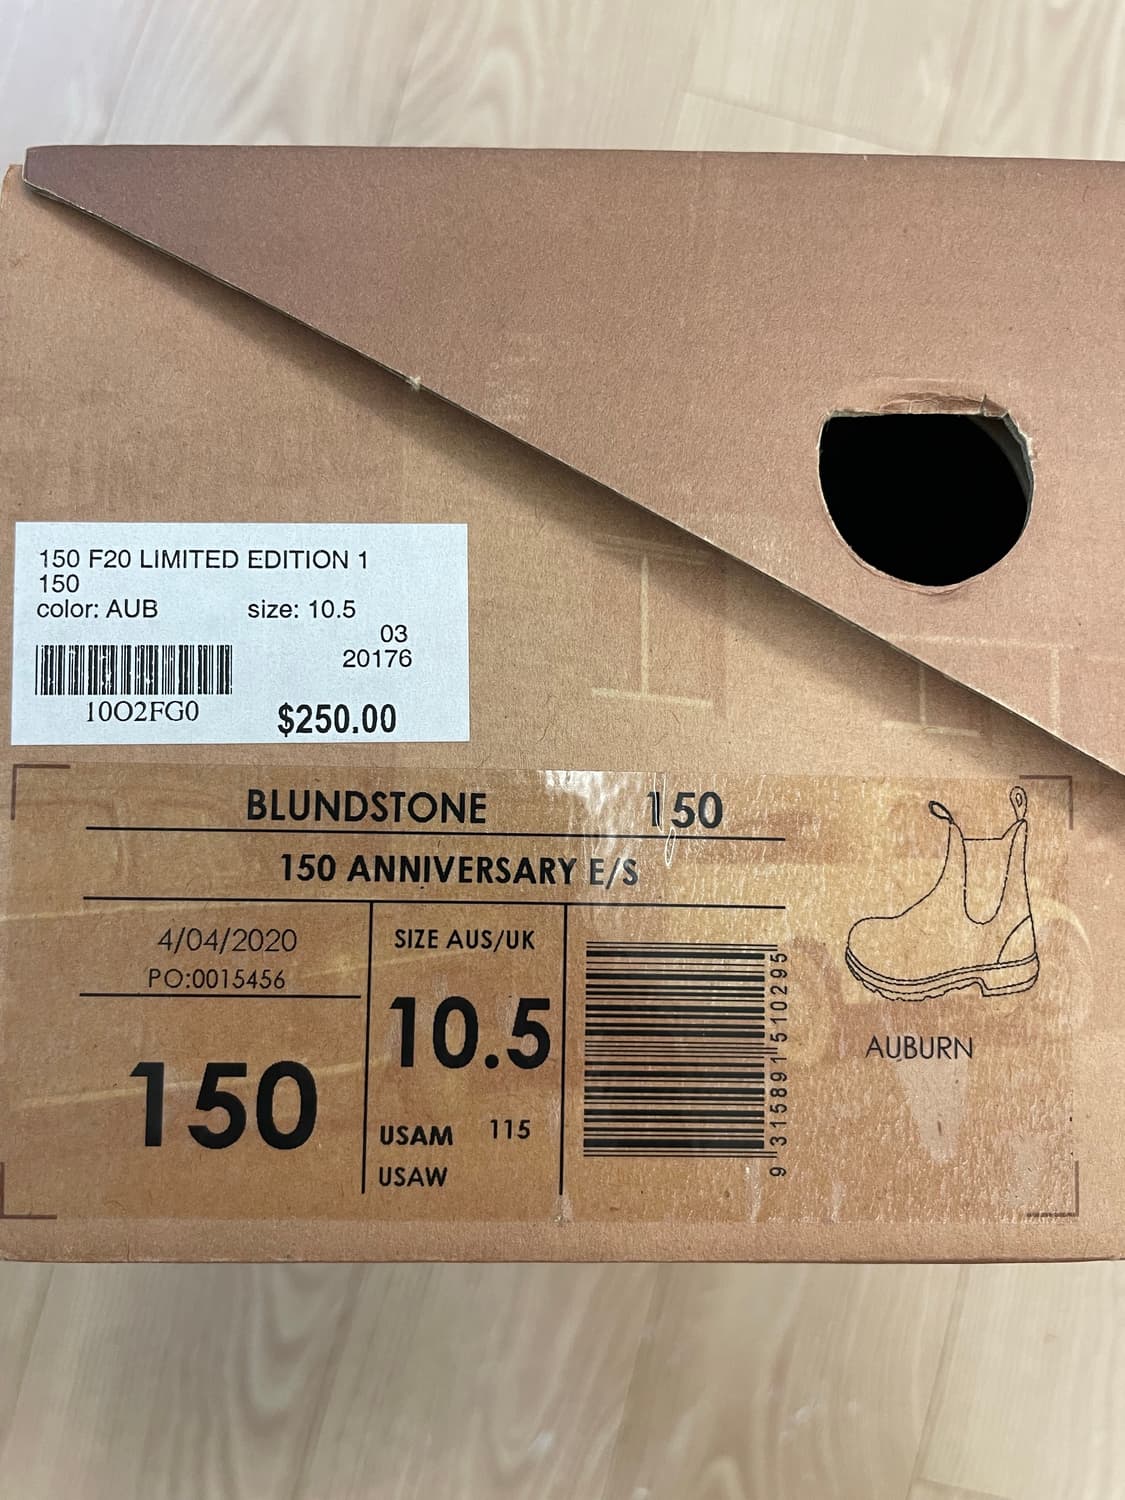 150 F20 LIMITED EDITION 1
150
color: AUB size: 10.5
03
20176
10O2FG0
$250.00
BLUNDSTONE 150
150 ANNIVERSARY E/S
4/04/2020
PO:0015456
150
SIZE AUS/UK
10.5
USAM 115
USAW
9 315891 510295
AUBURN